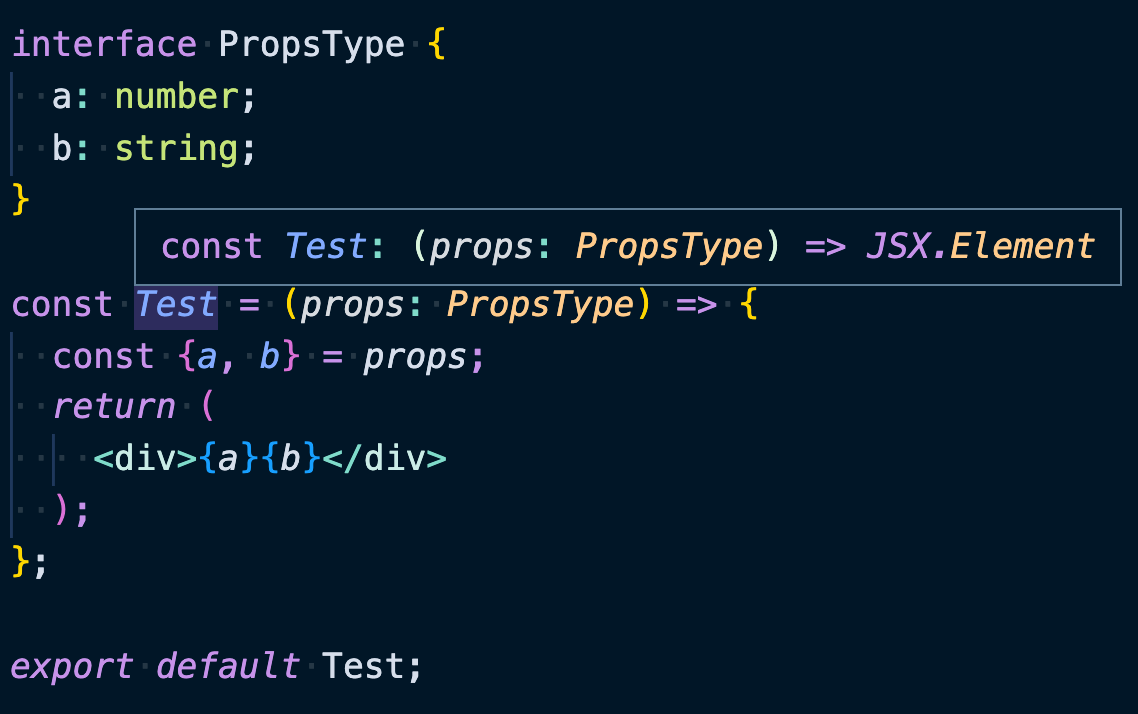 interface PropsType {
  a: number;
  b: string;
}
const Test: (props: PropsType) => JSX.Element
const Test = (props: PropsType) => {
  const {a, b} = props;
  return (
    <div>{a}{b}</div>
  );
};
export default Test;